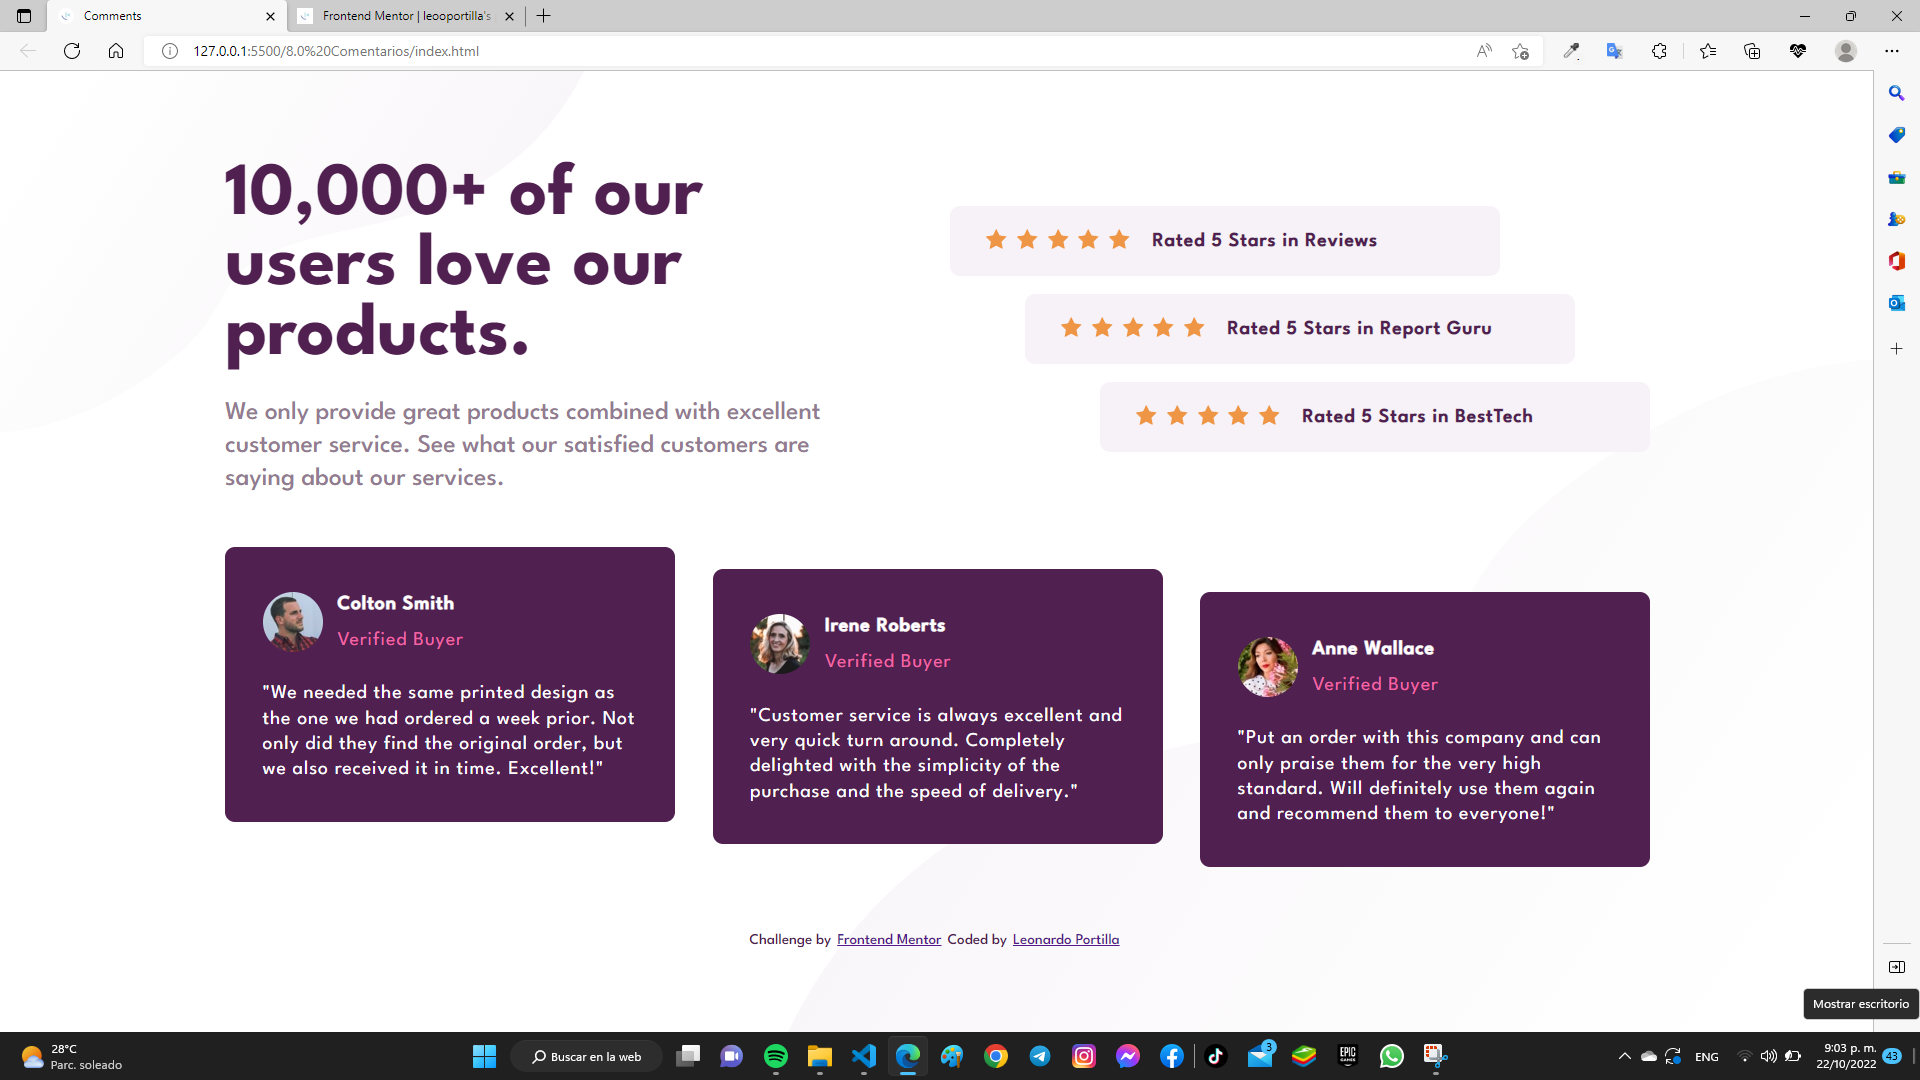 Comments
Frontend Mentor | leooportilla's
127.0.0.1:5500/8.0%20Comentarios/index.html
10,000+ of our
users love our
products.
We only provide great products combined with excellent
customer service. See what our satisfied customers are
saying about our services.
Rated 5 Stars in Reviews
Rated 5 Stars in Report Guru
Rated 5 Stars in BestTech
Colton Smith
Verified Buyer
"We needed the same printed design as
the one we had ordered a week prior. Not
only did they find the original order, but
we also received it in time. Excellent!"
Irene Roberts
Verified Buyer
"Customer service is always excellent and
very quick turn around. Completely
delighted with the simplicity of the
purchase and the speed of delivery."
Anne Wallace
Verified Buyer
"Put an order with this company and can
only praise them for the very high
standard. Will definitely use them again
and recommend them to everyone!"
Challenge by Frontend Mentor Coded by Leonardo Portilla
Mostrar escritorio
28°C
Parc. soleado
Buscar en la web
3
EPIC
GAMES
ENG
9:03 p. m.
22/10/2022
43